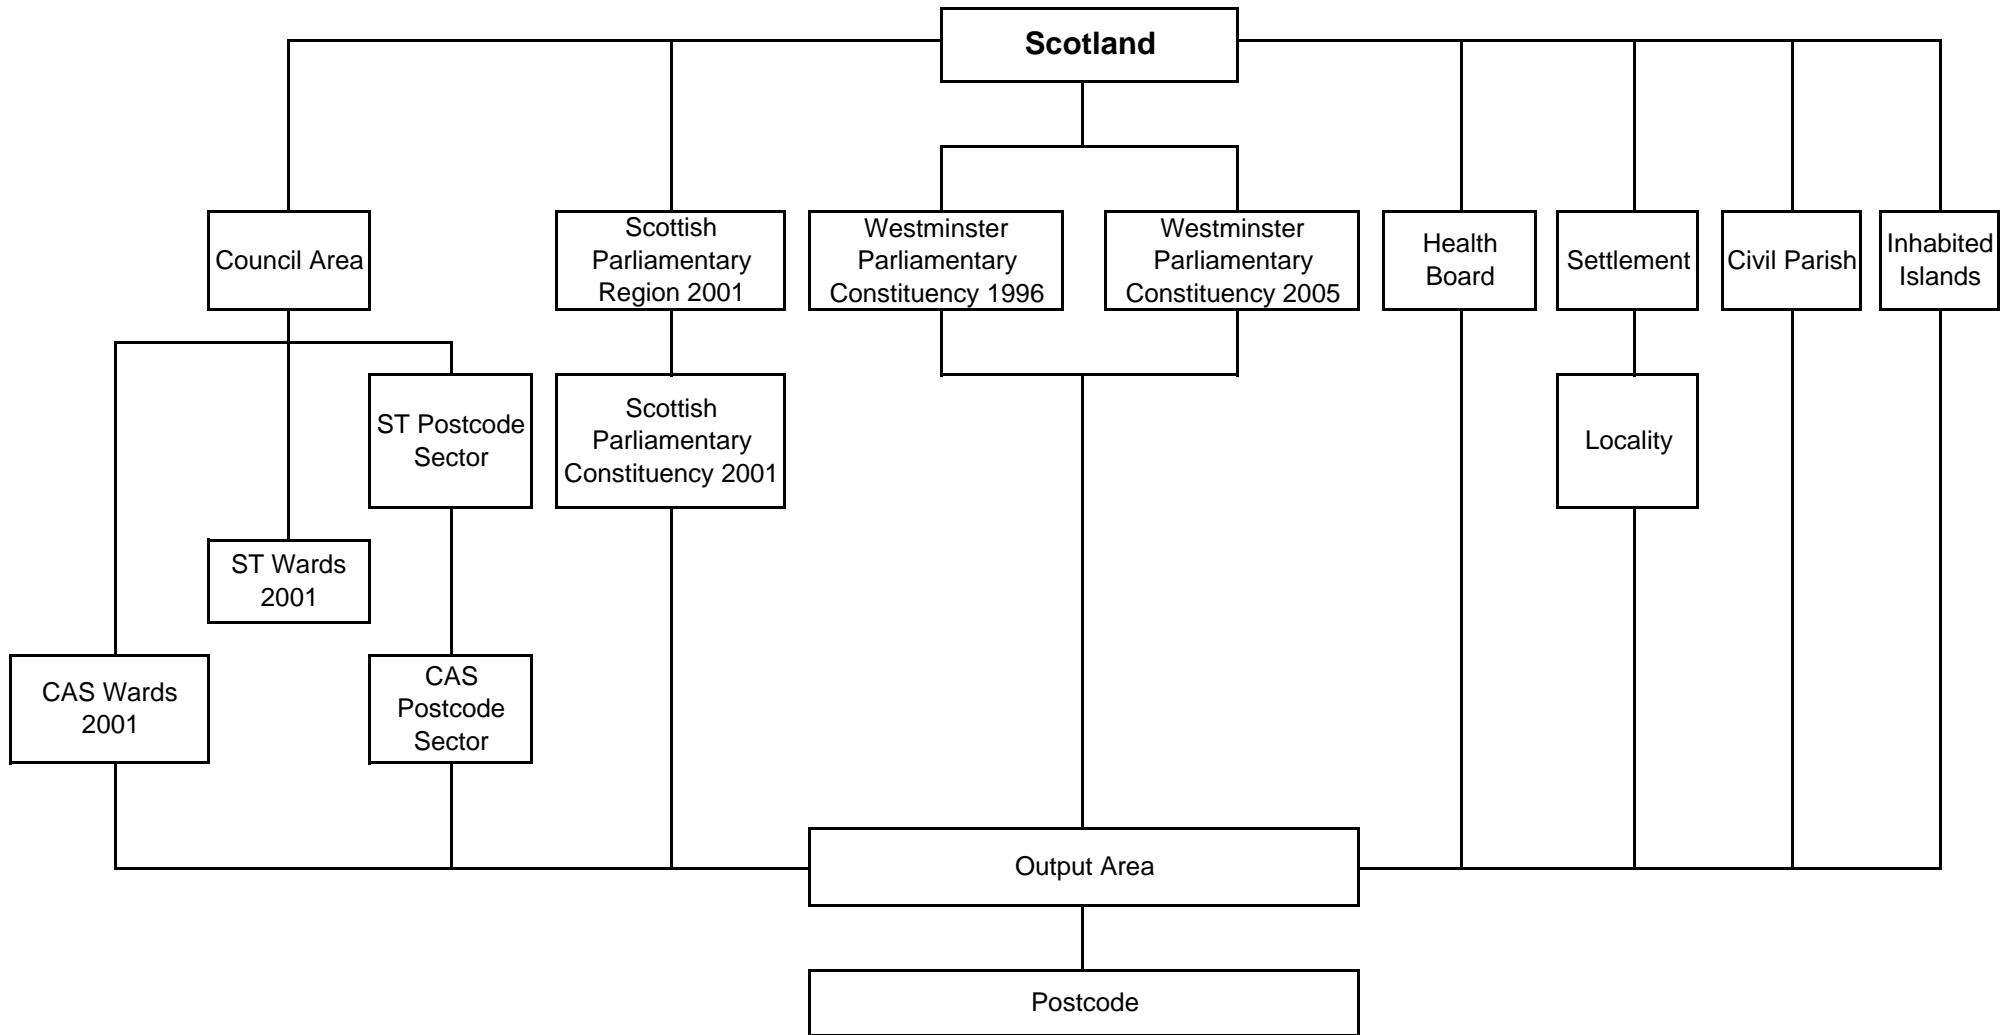 Scotland
Council Area
Scottish
Parliamentary
Region 2001
Westminster
Parliamentary
Constituency 1996
Westminster
Parliamentary
Constituency 2005
Health
Board
Settlement
Civil Parish
Inhabited
Islands
ST Postcode
Sector
Scottish
Parliamentary
Constituency 2001
Locality
ST Wards
2001
CAS Wards
2001
CAS
Postcode
Sector
Output Area
Postcode